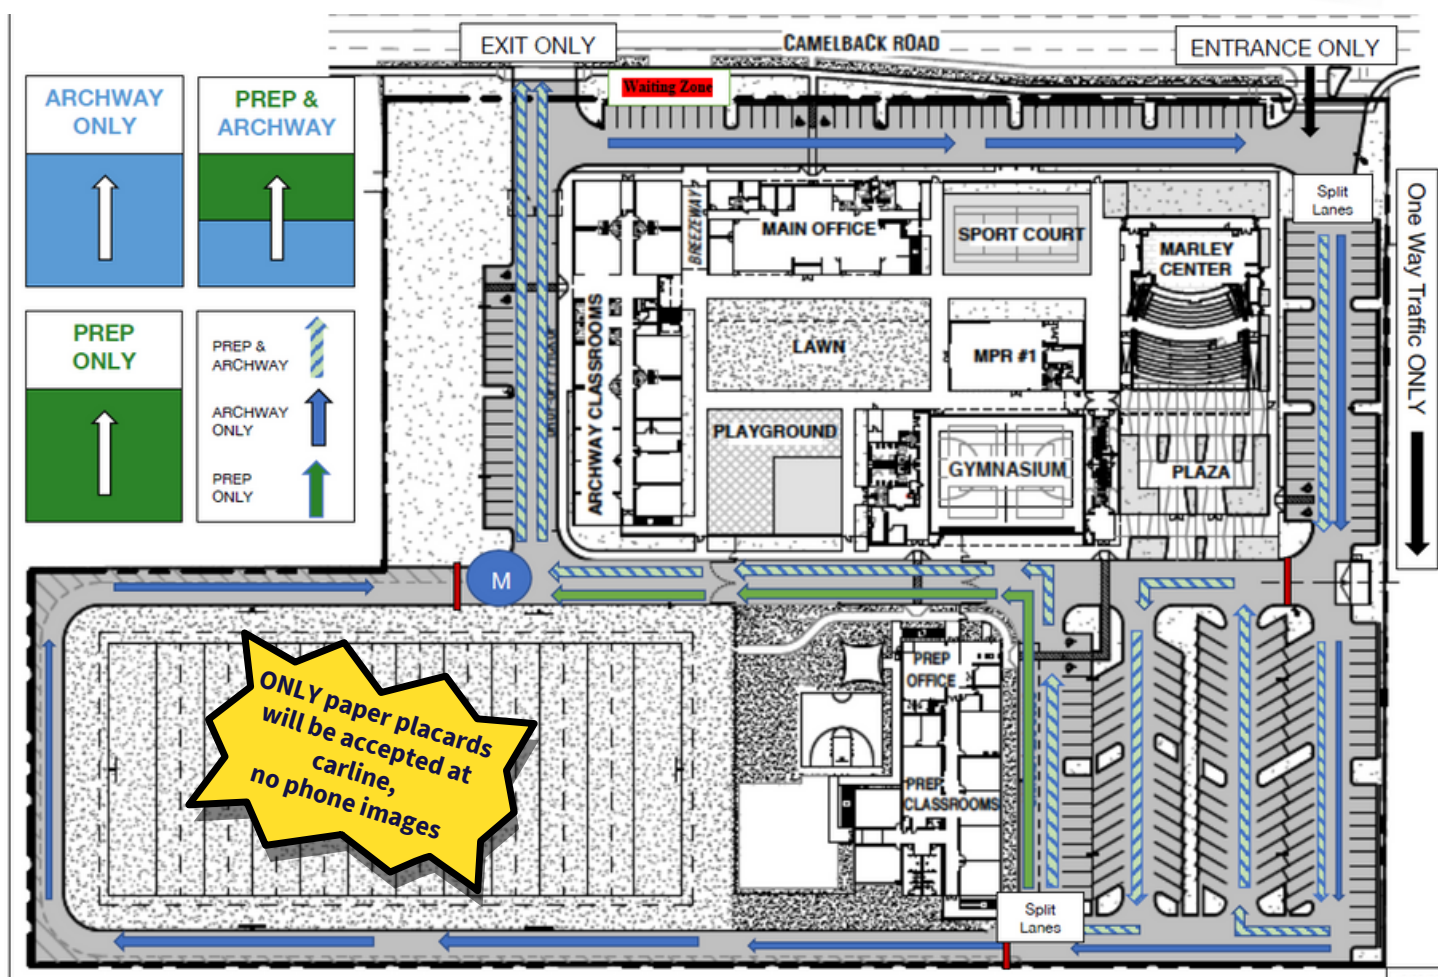 EXIT ONLY
CAMELBACK ROAD
ENTRANCE ONLY
Waiting Zone
ARCHWAY
ONLY
PREP &
ARCHWAY
PREP
ONLY
PREP &
ARCHWAY
ARCHWAY
ONLY
PREP
ONLY
Split
Lanes
One Way Traffic ONLY
BREEZEWAY
MAIN OFFICE
SPORT COURT
MARLEY
CENTER
ARCHWAY CLASSROOMS
LAWN
MPR #1
PLAYGROUND
GYMNASIUM
PLAZA
M
PREP
OFFICE
PREP
CLASSROOMS
ONLY paper placards
will be accepted at
carline,
no phone images
Split
Lanes